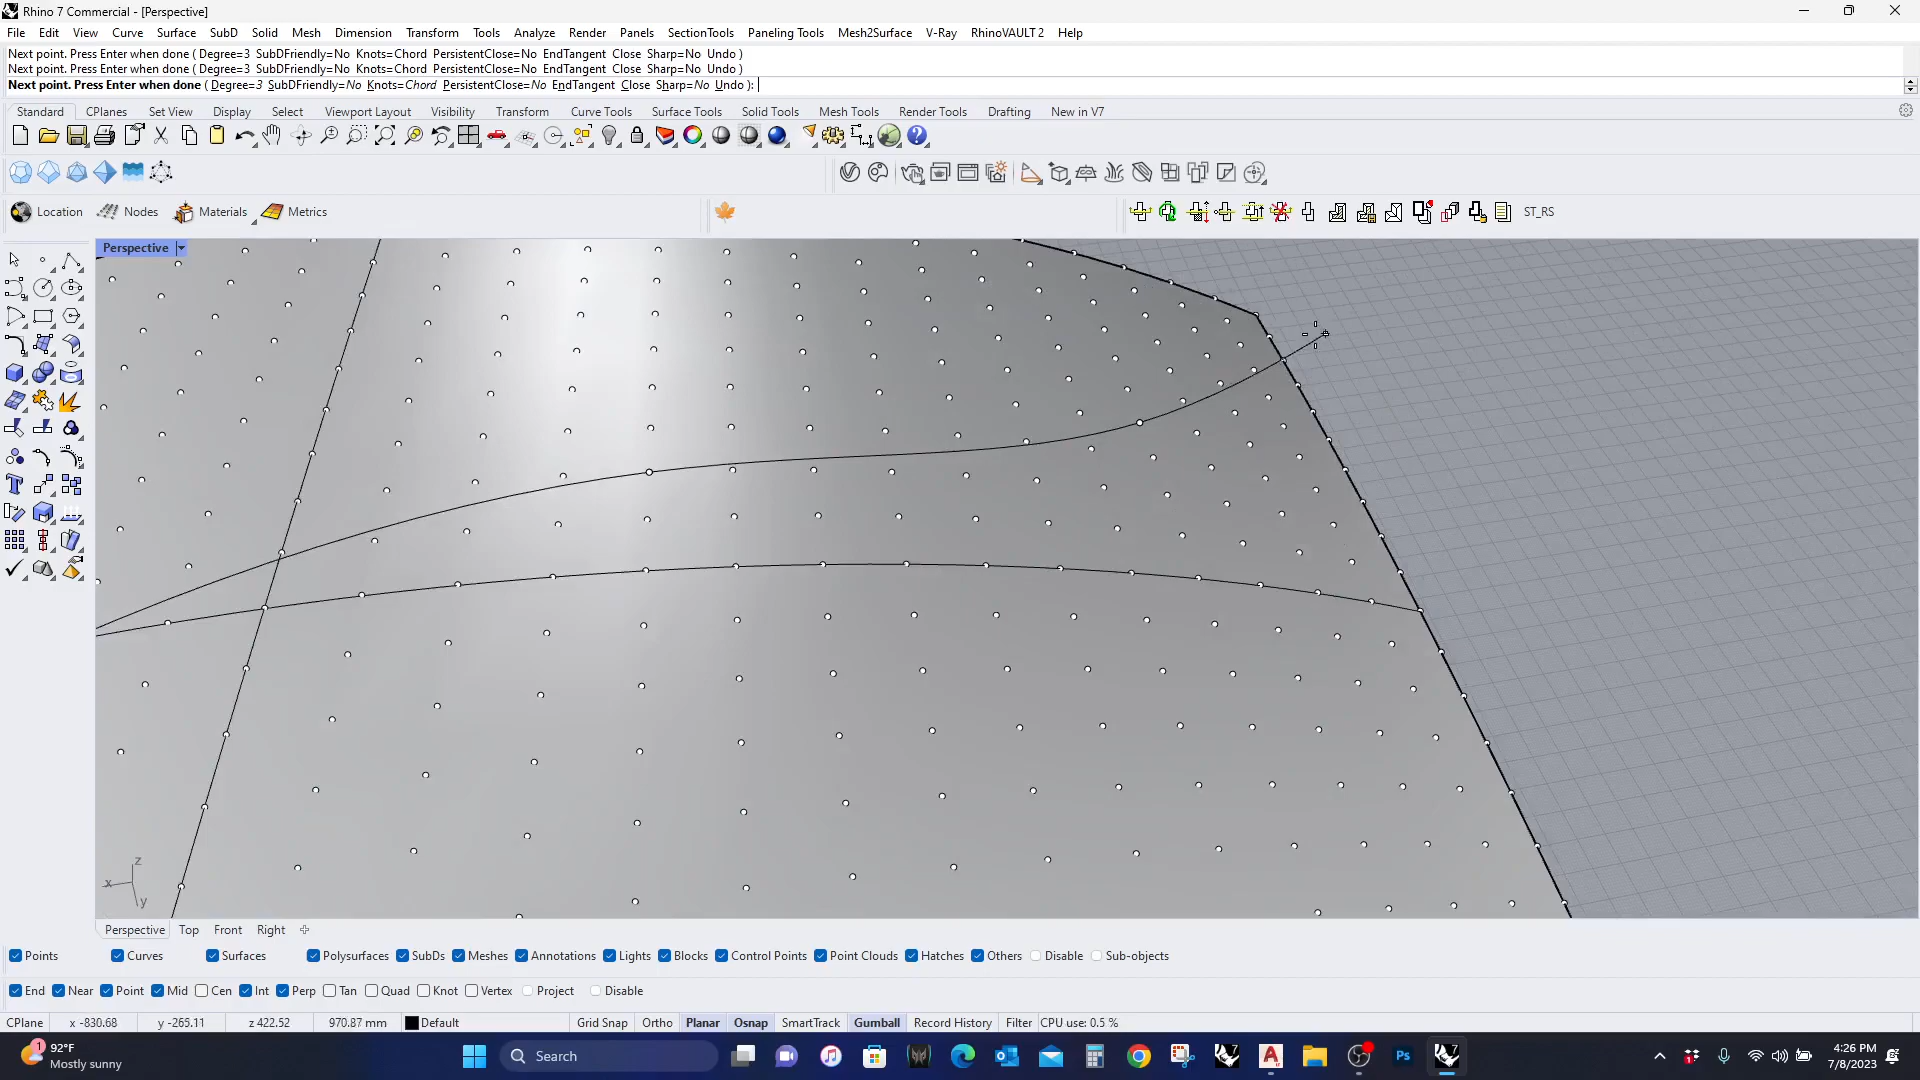 Rhino 7 Commercial - [Perspective]
File Edit View Curve Surface SubD Solid Mesh Dimension Transform Tools Analyze Render Panels SectionTools Paneling Tools Mesh2Surface V-Ray RhinoVAULT 2 Help
Next point. Press Enter when done ( Degree=3 SubDFriendly=No Knots=Chord PersistentClose=No EndTangent Close Sharp=No Undo )
Next point. Press Enter when done ( Degree=3 SubDFriendly=No Knots=Chord PersistentClose=No EndTangent Close Sharp=No Undo )
Next point. Press Enter when done ( Degree=3 SubDFriendly=No Knots=Chord PersistentClose=No EndTangent Close Sharp=No Undo ):
Standard CPlanes Set View Display Select Viewport Layout Visibility Transform Curve Tools Surface Tools Solid Tools Mesh Tools Render Tools Drafting New in V7
Location Nodes Materials Metrics ST_RS
Perspective
z
x
y
Perspective Top Front Right
Points Curves Surfaces Polysurfaces SubDs Meshes Annotations Lights Blocks Control Points Point Clouds Hatches Others Disable Sub-objects
End Near Point Mid Cen Int Perp Tan Quad Knot Vertex Project Disable
CPlane x -830.68 y -265.11 z 422.52 970.87 mm Default Grid Snap Ortho Planar Osnap SmartTrack Gumball Record History Filter CPU use: 0.5 %
1 92°F
Mostly sunny
Search
Ps
4:26 PM
7/8/2023